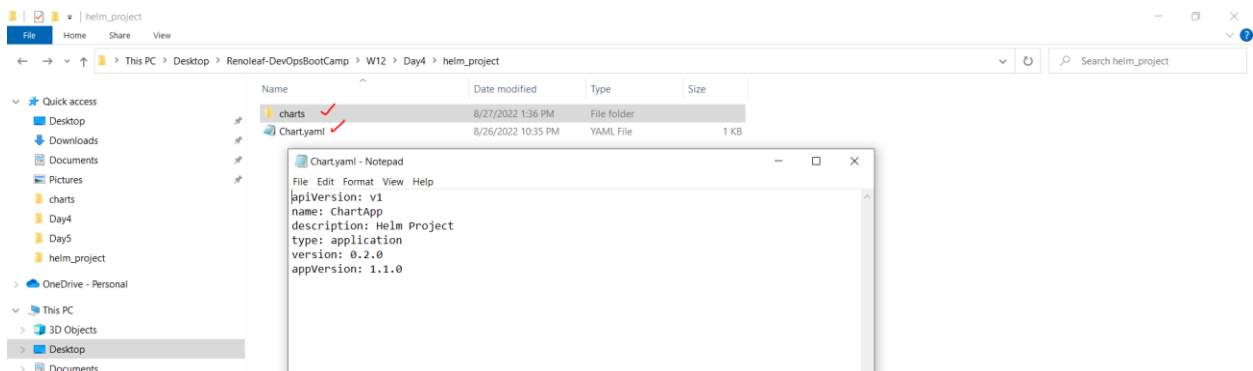 helm_project
File Home Share View
This PC > Desktop > Renoleaf-DevOpsBootCamp > W12 > Day4 > helm_project
Search helm_project
Name Date modified Type Size
Quick access
Desktop
Downloads
Documents
Pictures
charts
Day4
Day5
helm_project
OneDrive - Personal
This PC
3D Objects
Desktop
Documents
charts 8/27/2022 1:36 PM File folder
Chart.yaml 8/26/2022 10:35 PM YAML File 1 KB
Chart.yaml - Notepad
File Edit Format View Help
apiVersion: v1
name: ChartApp
description: Helm Project
type: application
version: 0.2.0
appVersion: 1.1.0